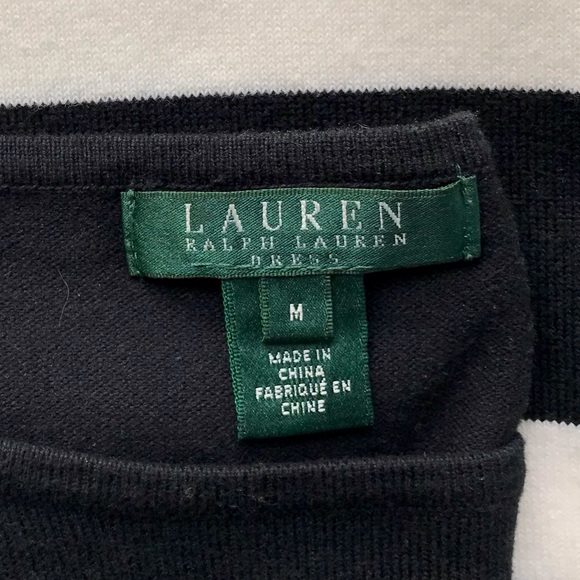 LAUREN
RALPH LAUREN
DRESS
M
MADE IN
CHINA
FABRIQUÉ EN
CHINE